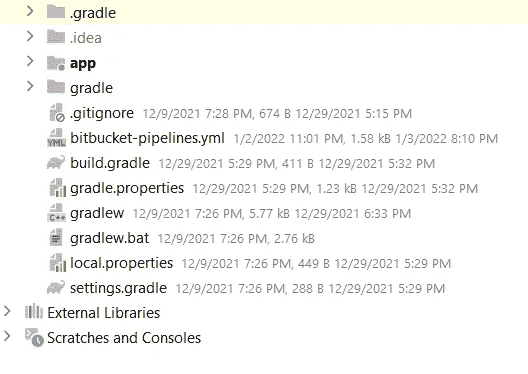 .gradle
.idea
app
gradle
.gitignore 12/9/2021 7:28 PM, 674 B 12/29/2021 5:15 PM
YML bitbucket-pipelines.yml 1/2/2022 11:01 PM, 1.58 kB 1/3/2022 8:10 PM
build.gradle 12/29/2021 5:29 PM, 411 B 12/29/2021 5:32 PM
gradle.properties 12/29/2021 5:29 PM, 1.23 kB 12/29/2021 5:32 PM
C++ gradlew 12/9/2021 7:26 PM, 5.77 kB 12/29/2021 6:33 PM
gradlew.bat 12/9/2021 7:26 PM, 2.76 kB
local.properties 12/9/2021 7:26 PM, 449 B 12/29/2021 5:29 PM
settings.gradle 12/9/2021 7:26 PM, 288 B 12/29/2021 5:29 PM
External Libraries
Scratches and Consoles